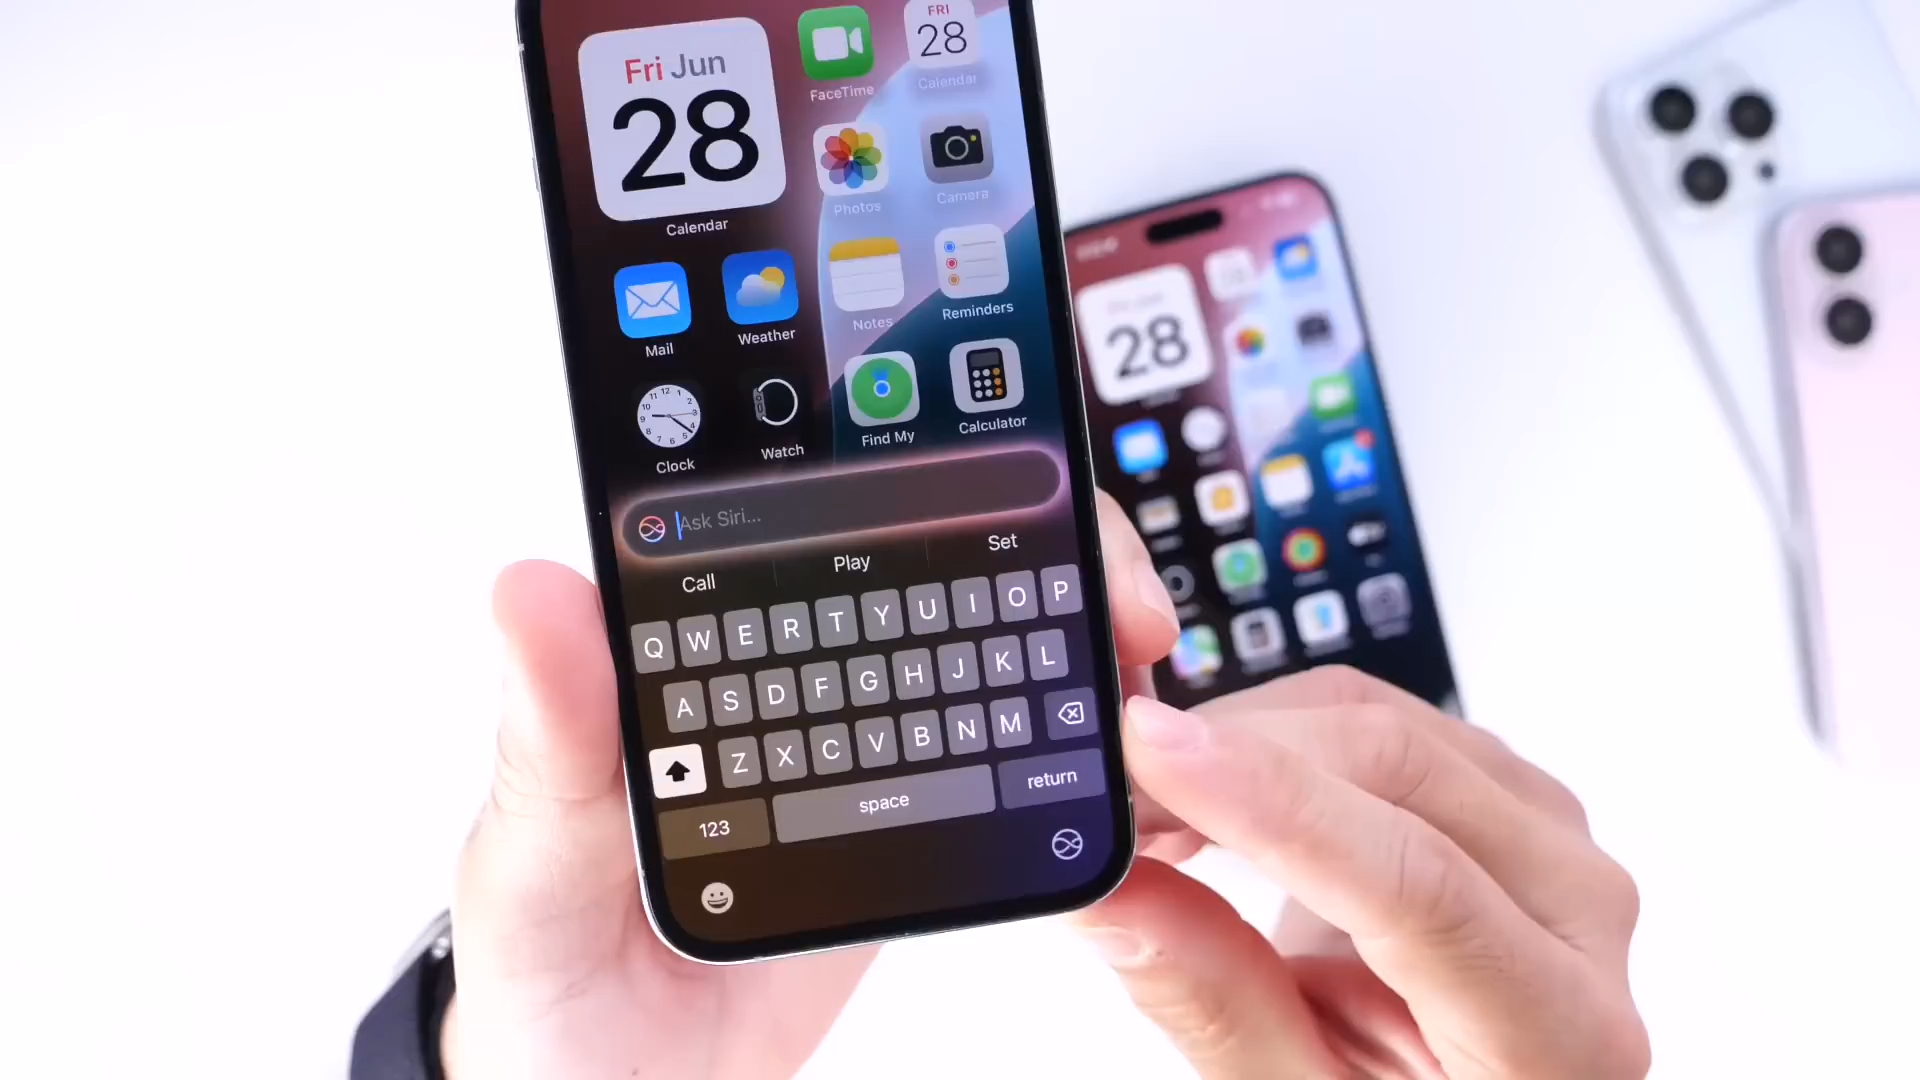 Fri Jun
28
Calendar
FaceTime
FRI
28
Calendar
Photos
Camera
Mail
Weather
Notes
Reminders
Clock
Watch
Find My
Calculator
Ask Siri...
Call Play Set
Q W E R T Y U I O P
A S D F G H J K L
Z X C V B N M
123 space return
28